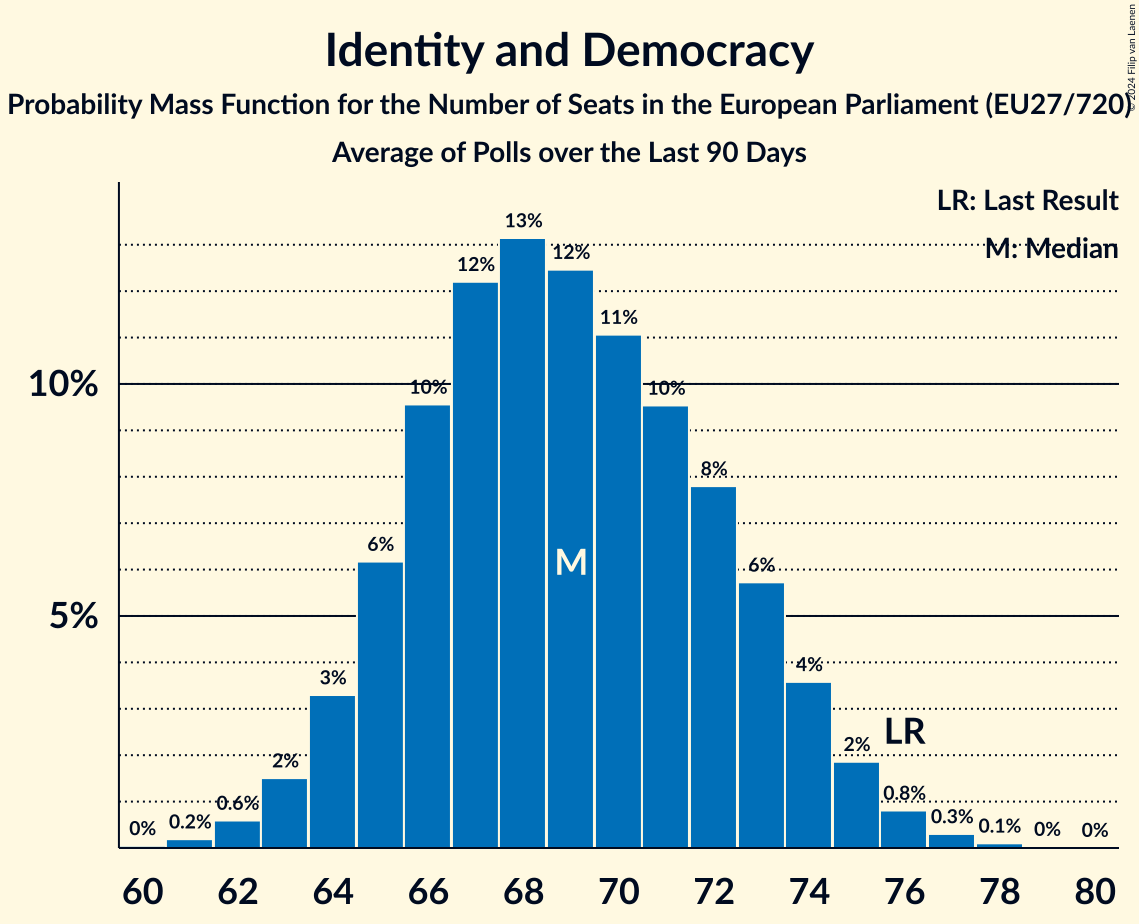 Identity and Democracy
Probability Mass Function for the Number of Seats in the European Parliament (EU27/720)
Average of Polls over the Last 90 Days
© 2024 Filip van Laenen
LR: Last Result
M: Median
13%
12%
12%
11%
10%
10%
10%
8%
6%
6%
M
5%
4%
3%
LR
2%
2%
0.8%
0.6%
0.3%
0.2%
0.1%
0%
0%
0%
60 62 64 66 68 70 72 74 76 78 80